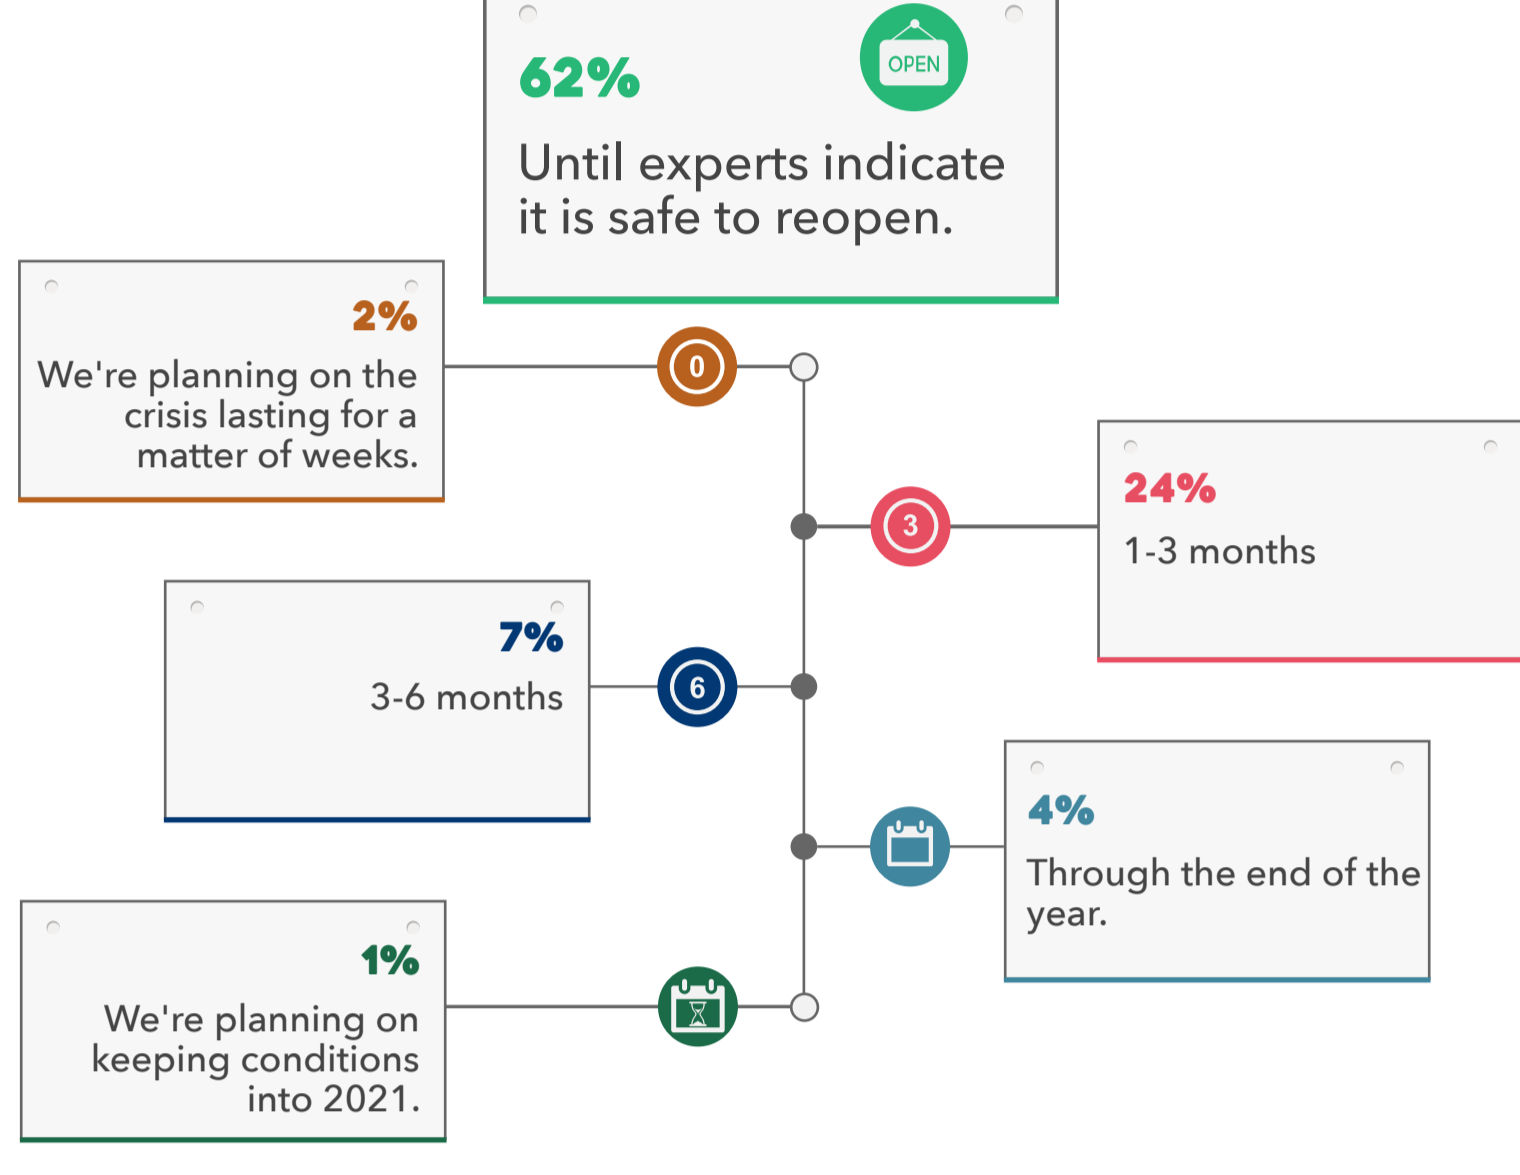 62%
OPEN
Until experts indicate
it is safe to reopen.
2%
We're planning on the
crisis lasting for a
matter of weeks.
0
3
24%
1-3 months
7%
3-6 months
6
4%
Through the end of the
year.
1%
We're planning on
keeping conditions
into 2021.